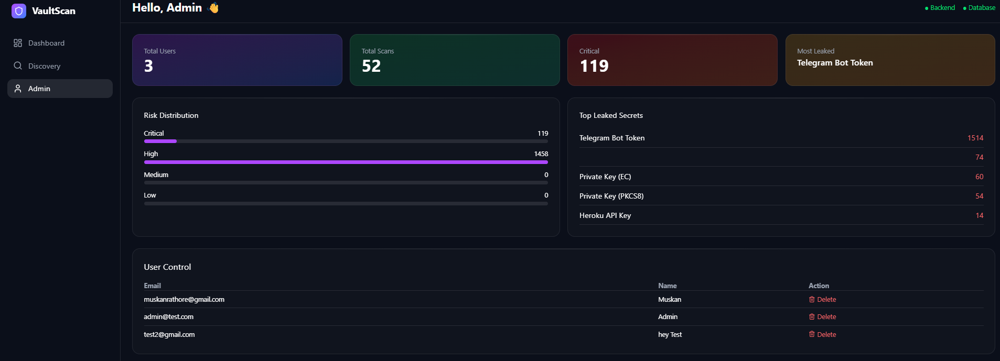 VaultScan
Hello, Admin 👋
Backend
Database
Dashboard
Discovery
Admin
Total Users
3
Total Scans
52
Critical
119
Most Leaked
Telegram Bot Token
Risk Distribution
Critical 119
High 1458
Medium 0
Low 0
Top Leaked Secrets
Telegram Bot Token 1514
74
Private Key (EC) 60
Private Key (PKCS8) 54
Heroku API Key 14
User Control
Email Name Action
muskanrathore@gmail.com Muskan Delete
admin@test.com Admin Delete
test2@gmail.com hey Test Delete